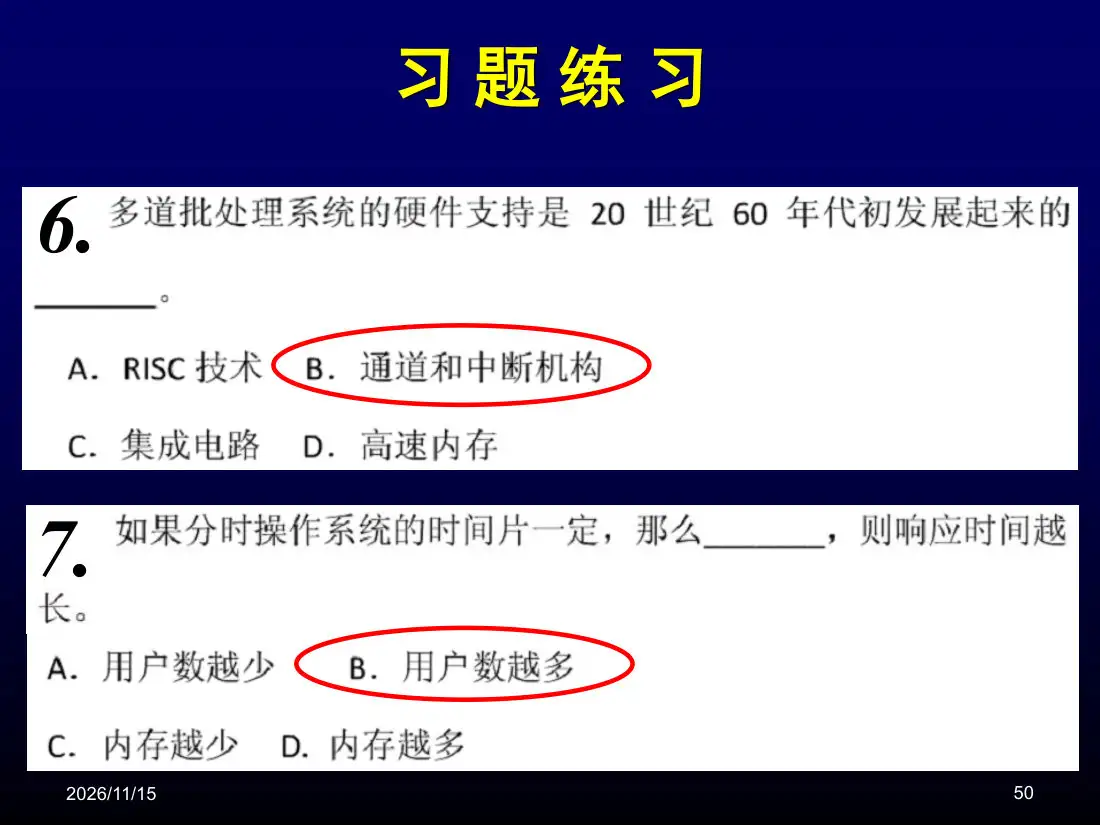 习 题 练 习
6. 多道批处理系统的硬件支持是 20 世纪 60 年代初发展起来的
______。
A. RISC 技术 B. 通道和中断机构
C. 集成电路 D. 高速内存
7. 如果分时操作系统的时间片一定，那么______，则响应时间越
长。
A. 用户数越少 B. 用户数越多
C. 内存越少 D. 内存越多
2026/11/15 50